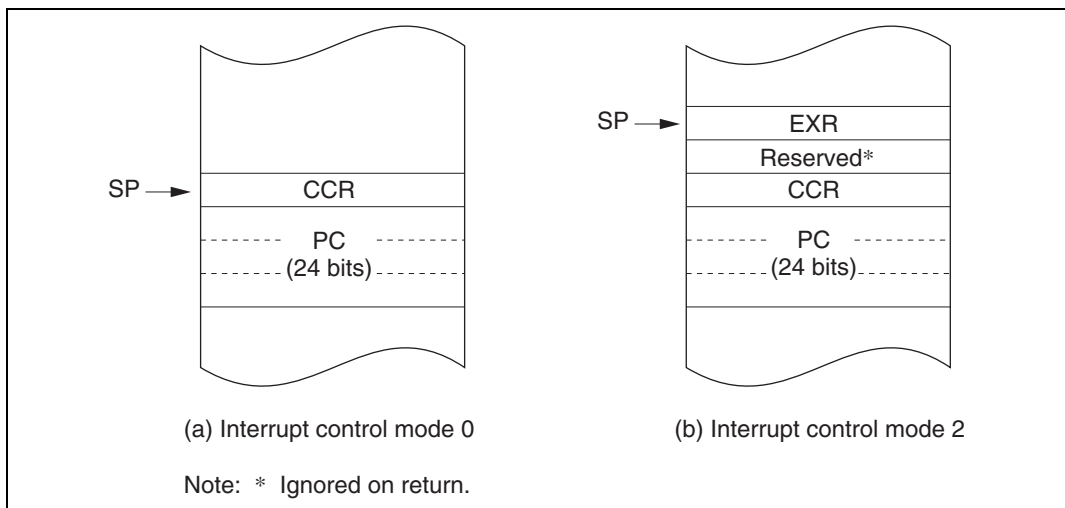 SP
CCR
PC
(24 bits)
(a) Interrupt control mode 0
SP
EXR
Reserved*
CCR
PC
(24 bits)
(b) Interrupt control mode 2
Note: * Ignored on return.